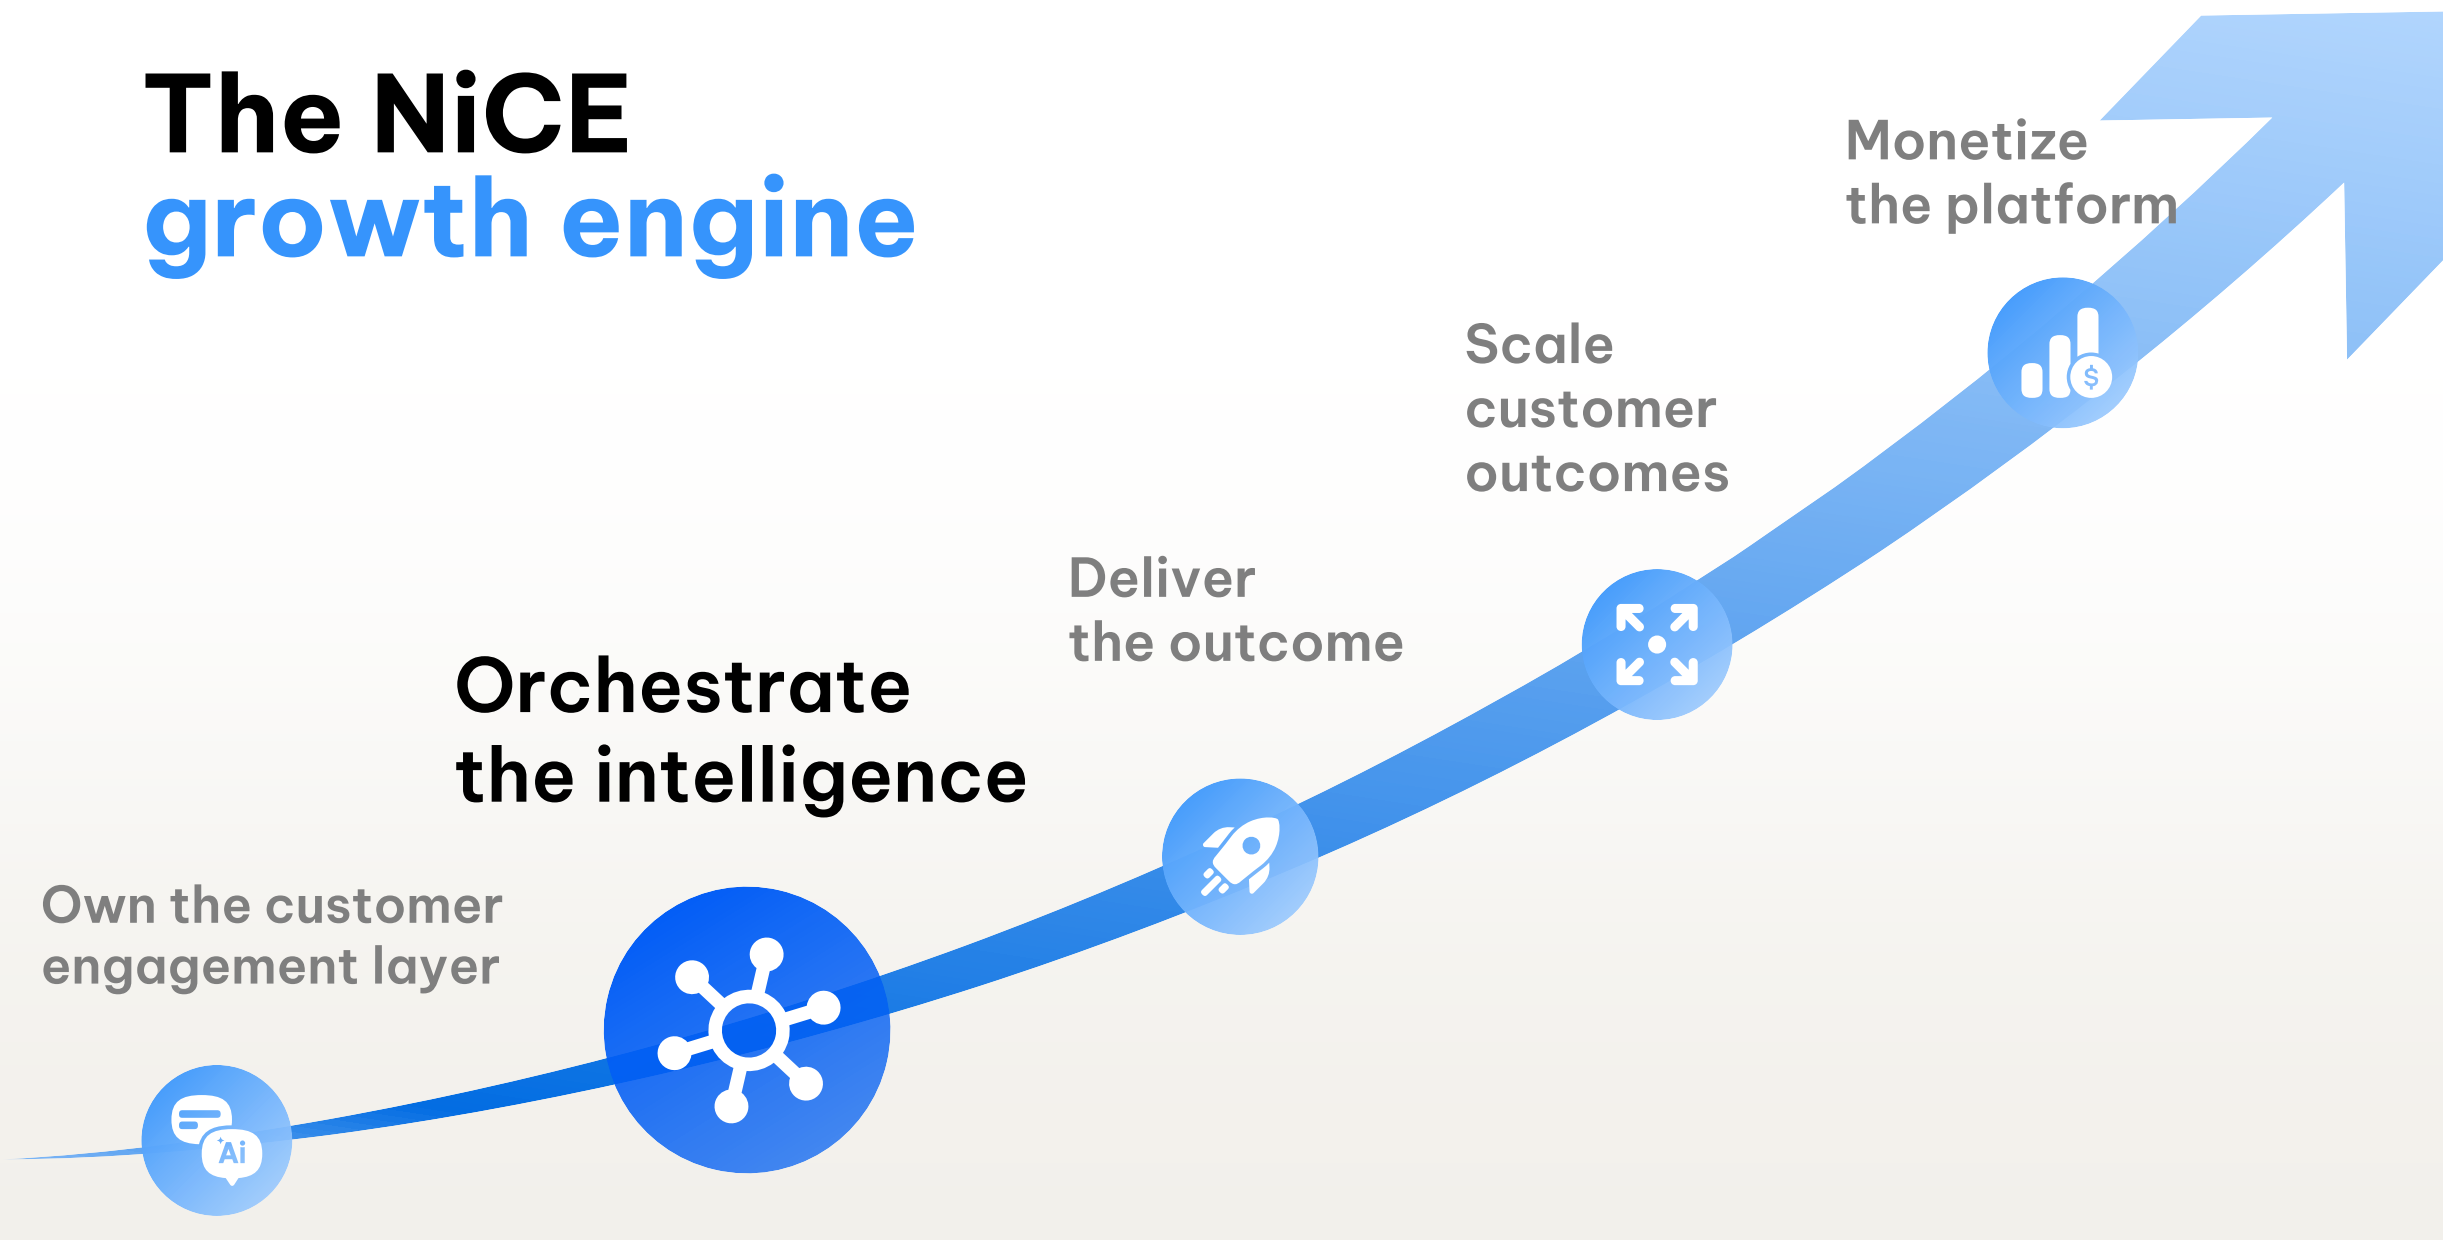 The NiCE
growth engine
Own the customer
engagement layer
Ai
Orchestrate
the intelligence
Deliver
the outcome
Scale
customer
outcomes
Monetize
the platform
$